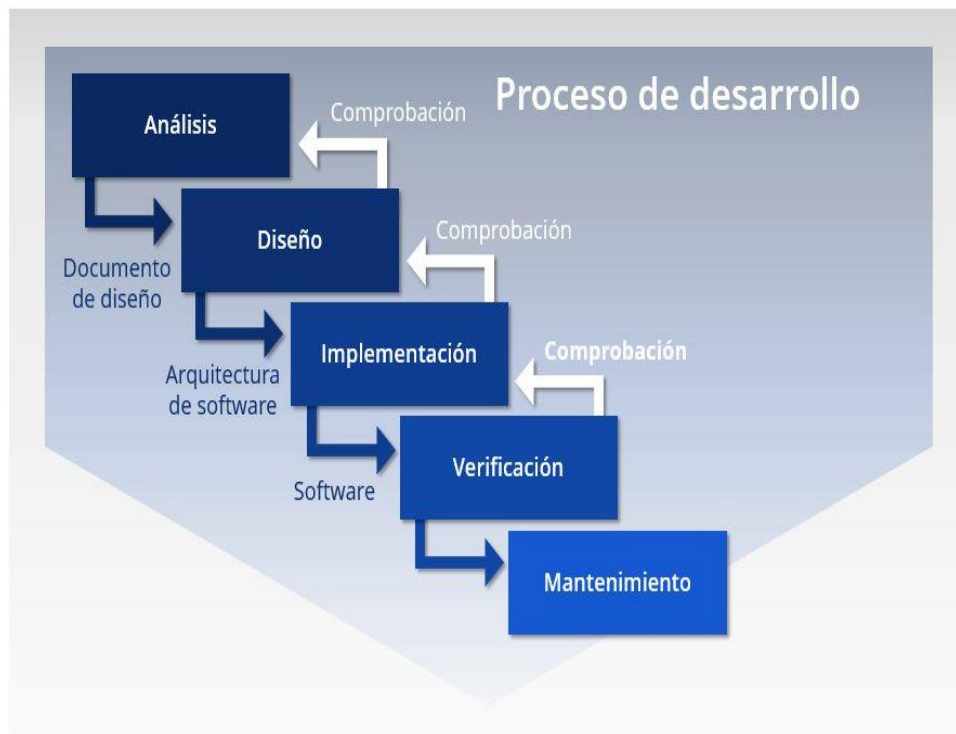 Proceso de desarrollo
Análisis
Comprobación
Documento
de diseño
Diseño
Comprobación
Arquitectura
de software
Implementación
Comprobación
Software
Verificación
Mantenimiento